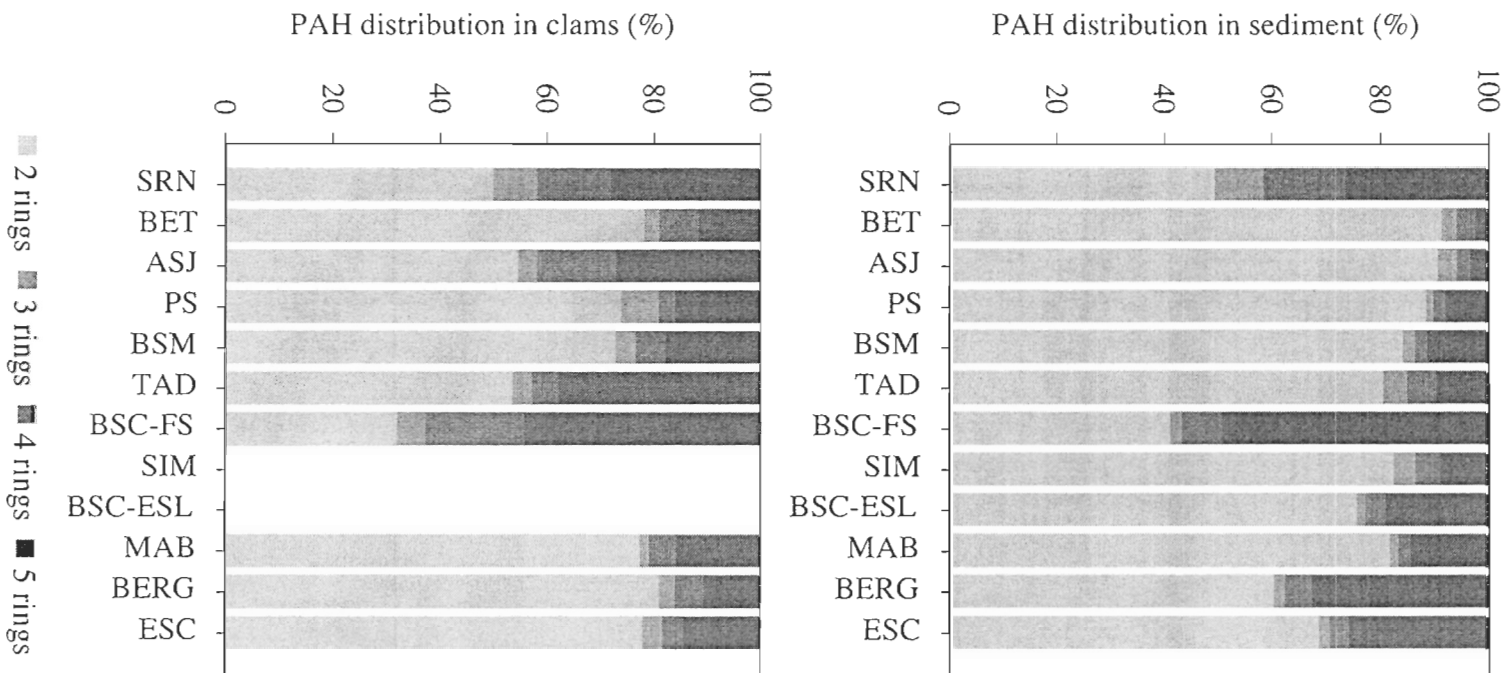 PAH distribution in clams (%)
0 20 40 60 80 100
SRN
BET
ASJ
PS
BSM
TAD
BSC-FS
SIM
BSC-ESL
MAB
BERG
ESC
2 rings 3 rings 4 rings 5 rings
PAH distribution in sediment (%)
0 20 40 60 80 100
SRN
BET
ASJ
PS
BSM
TAD
BSC-FS
SIM
BSC-ESL
MAB
BERG
ESC